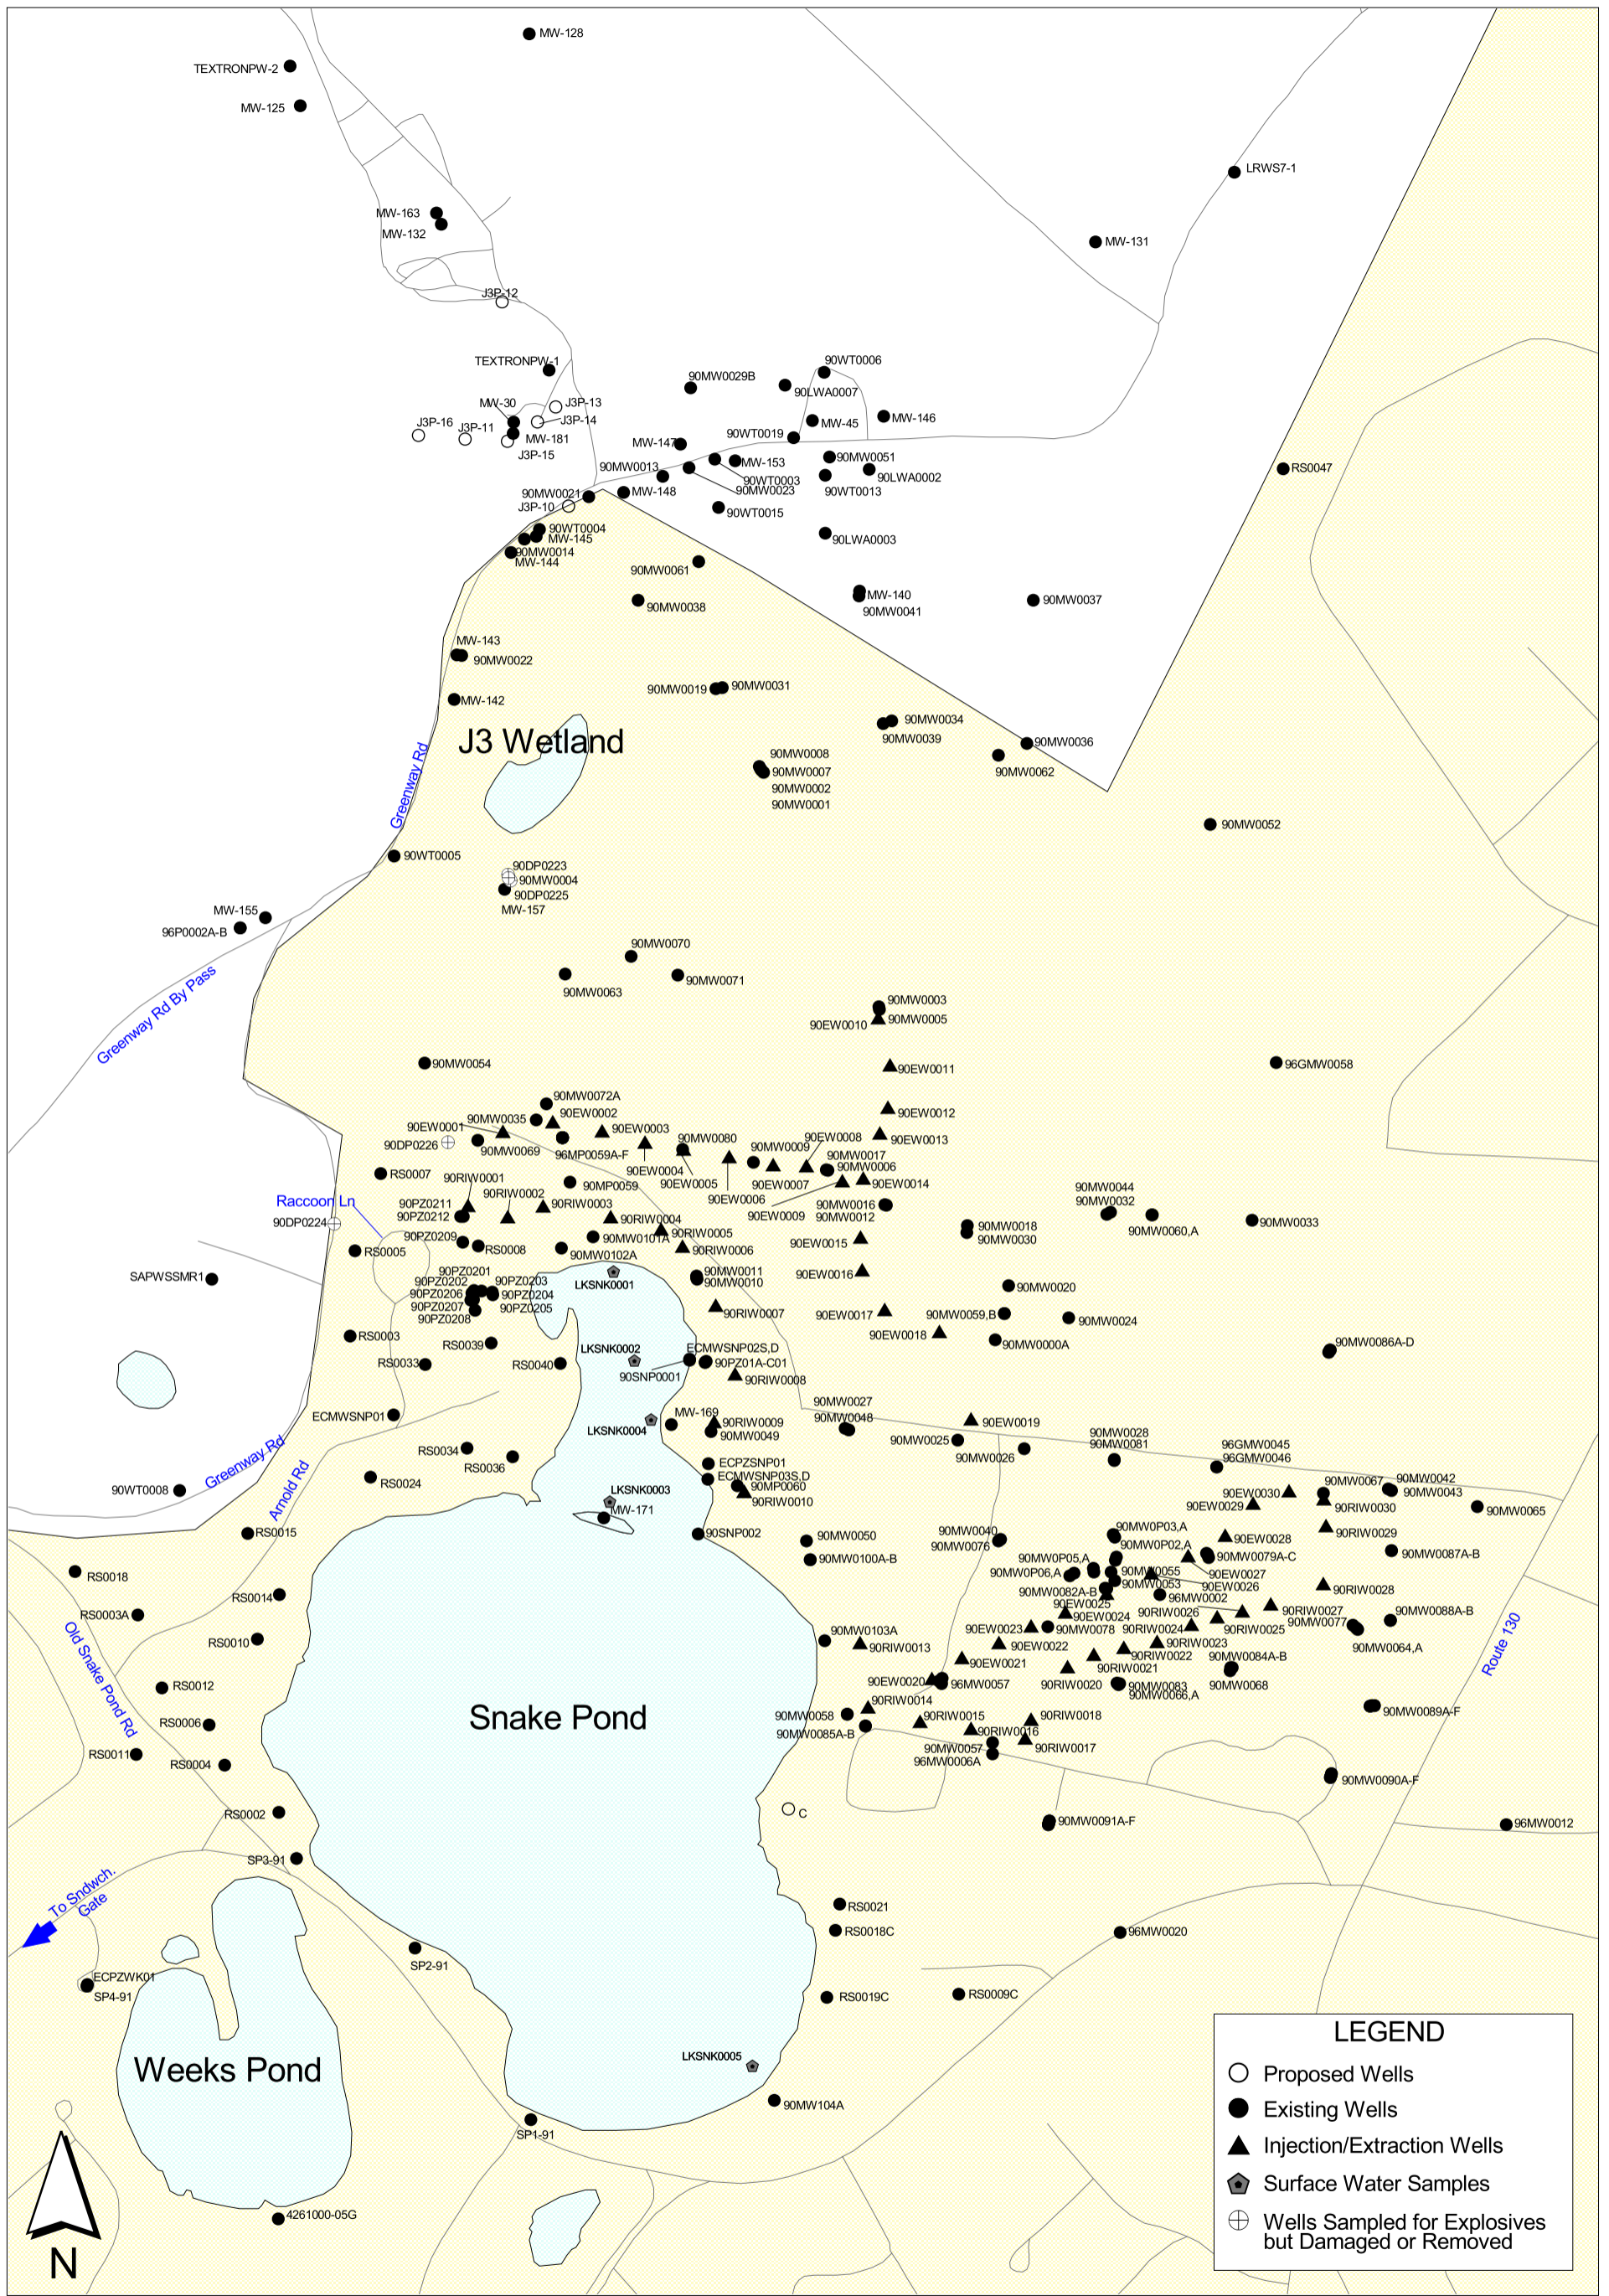 MW-128
TEXTRONPW-2
MW-125
LRWS7-1
MW-163
MW-132
MW-131
J3P-12
TEXTRONPW-1
90MW0029B
90WT0006
90LWA0007
MW-30
J3P-13
J3P-14
J3P-16
J3P-11
MW-181
J3P-15
90WT0019
MW-45
MW-146
MW-147
90MW0013
MW-153
90WT0003
90MW0023
90MW0051
90LWA0002
90WT0013
RS0047
90MW0021
MW-148
J3P-10
90WT0015
90WT0004
MW-145
90MW0014
MW-144
90LWA0003
90MW0061
90MW0038
MW-140
90MW0041
90MW0037
MW-143
90MW0022
MW-142
90MW0019
90MW0031
J3 Wetland
90MW0034
90MW0039
90MW0036
90MW0062
90MW0008
90MW0007
90MW0002
90MW0001
Greenway Rd
90MW0052
90WT0005
90DP0223
90MW0004
90DP0225
MW-157
MW-155
96P0002A-B
Greenway Rd By Pass
90MW0070
90MW0063
90MW0071
90MW0003
90EW0010
90MW0005
90MW0054
90EW0011
96GMW0058
90MW0072A
90MW0035
90EW0002
90EW0012
90EW0001
90EW0003
90EW0013
90DP0226
90MW0069
96MP0059A-F
90MW0080
90MW0009
90EW0008
90MW0017
90MW0006
90EW0004
90EW0005
90EW0006
90EW0007
90EW0014
90EW0009
RS0007
90RIW0001
90MP0059
90RIW0002
90RIW0003
Raccoon Ln
90PZ0211
90PZ0212
90RIW0004
90RIW0005
90MW0016
90MW0012
90MW0044
90MW0032
90MW0060,A
90MW0033
90DP0224
90PZ0209
RS0008
90MW0101A
90MW0102A
90RIW0006
90EW0015
90MW0018
90MW0030
RS0005
SAPWSSMR1
90PZ0201
90PZ0202
90PZ0203
90PZ0206
90PZ0204
90PZ0207
90PZ0205
90PZ0208
LKSNK0001
90MW0011
90MW0010
90EW0016
90MW0020
90RIW0007
90EW0017
90MW0059,B
90MW0024
90EW0018
90MW0000A
RS0003
RS0039
RS0033
RS0040
LKSNK0002
ECMWSNP02S,D
90PZ01A-C01
90SNP0001
90RIW0008
90MW0086A-D
ECMWSNP01
MW-169
LKSNK0004
90RIW0009
90MW0049
90MW0027
90MW0048
90EW0019
90MW0025
90MW0026
90MW0028
90MW0081
96GMW0045
96GMW0046
Greenway Rd
Arnold Rd
RS0034
RS0036
RS0024
90WT0008
ECPZSNP01
ECMWSNP03S,D
90MP0060
90RIW0010
LKSNK0003
MW-171
90EW0030
90EW0029
90MW0067
90RIW0030
90MW0042
90MW0043
90MW0065
RS0015
90SNP002
90MW0050
90MW0100A-B
90MW0040
90MW0076
90MW0P03,A
90MW0P02,A
90EW0028
90RIW0029
90MW0P05,A
90MW0P06,A
90MW0055
90MW0053
90MW0079A-C
90EW0027
90EW0026
90MW0087A-B
RS0018
RS0014
90MW0082A-B
90EW0025
96MW0002
90RIW0028
RS0003A
90EW0024
90RIW0026
90RIW0027
90MW0088A-B
RS0010
90MW0103A
90RIW0013
90EW0023
90MW0078
90RIW0024
90RIW0025
90MW0077
90MW0064,A
90EW0022
90RIW0023
90EW0021
90RIW0022
90RIW0021
90MW0084A-B
90MW0068
Old Snake Pond Rd
Route 130
90EW0020
96MW0057
90RIW0020
90MW0083
90MW0066,A
RS0012
90RIW0014
90MW0058
90MW0085A-B
90RIW0015
90RIW0016
90RIW0018
90RIW0017
90MW0089A-F
Snake Pond
RS0006
90MW0057
96MW0006A
RS0011
RS0004
90MW0090A-F
RS0002
C
90MW0091A-F
96MW0012
SP3-91
To Sndwch.
Gate
RS0021
RS0018C
96MW0020
SP2-91
ECPZWK01
SP4-91
RS0019C
RS0009C
Weeks Pond
LKSNK0005
90MW104A
SP1-91
4261000-05G
N
LEGEND
Proposed Wells
Existing Wells
Injection/Extraction Wells
Surface Water Samples
Wells Sampled for Explosives
but Damaged or Removed